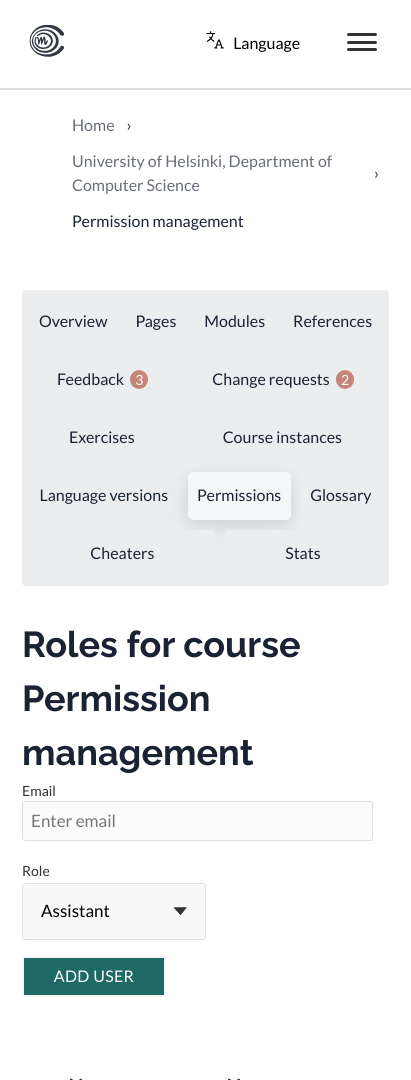 Language
Home ›
University of Helsinki, Department of
Computer Science ›
Permission management
Overview Pages Modules References
Feedback 3 Change requests 2
Exercises Course instances
Language versions Permissions Glossary
Cheaters Stats
Roles for course
Permission
management
Email
Enter email
Role
Assistant
ADD USER